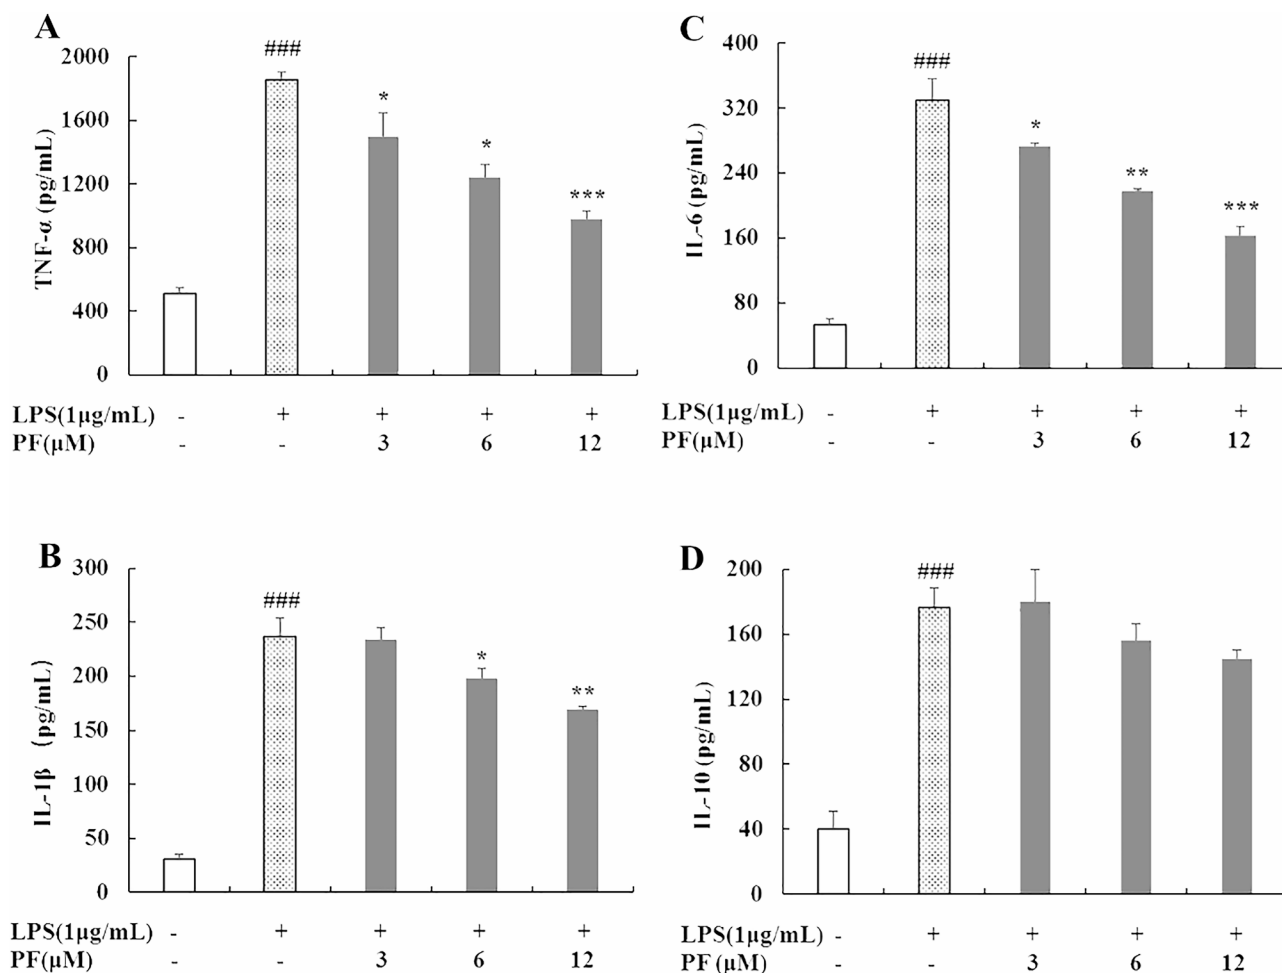 A
TNF-α (pg/mL)
2000
1600
1200
800
400
0
###
*
*
***
LPS(1μg/mL) - + + + +
PF(μM) - - 3 6 12
C
IL-6 (pg/mL)
400
320
240
160
80
0
###
*
**
***
LPS(1μg/mL) - + + + +
PF(μM) - - 3 6 12
B
IL-1β (pg/mL)
300
250
200
150
100
50
0
###
*
**
LPS(1μg/mL) - + + + +
PF(μM) - - 3 6 12
D
IL-10 (pg/mL)
200
160
120
80
40
0
###
LPS(1μg/mL) - + + + +
PF (μM) - - 3 6 12